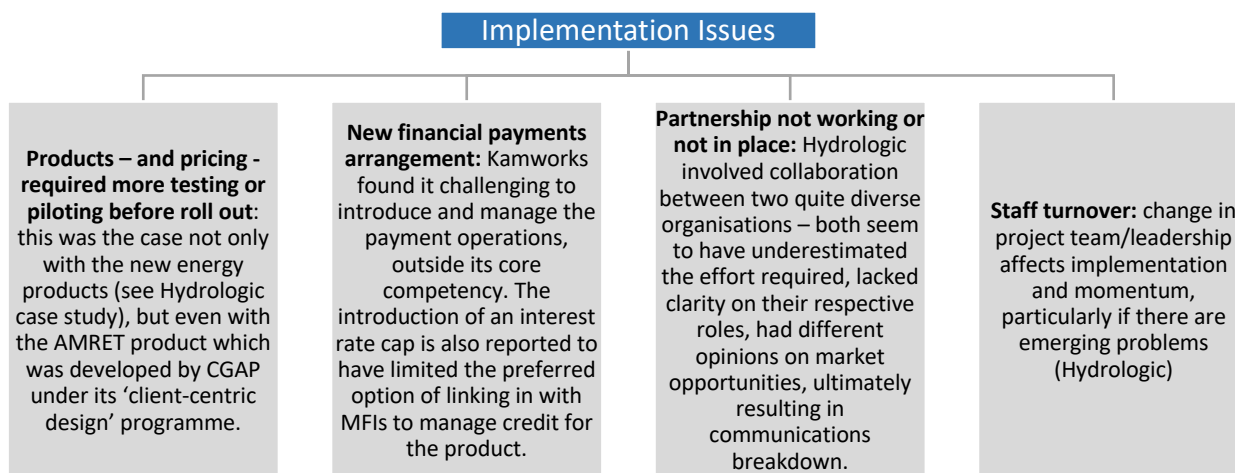 Implementation Issues
Products – and pricing -
required more testing or
piloting before roll out:
this was the case not only
with the new energy
products (see Hydrologic
case study), but even with
the AMRET product which
was developed by CGAP
under its ‘client-centric
design’ programme.
New financial payments
arrangement: Kamworks
found it challenging to
introduce and manage the
payment operations,
outside its core
competency. The
introduction of an interest
rate cap is also reported to
have limited the preferred
option of linking in with
MFIs to manage credit for
the product.
Partnership not working or
not in place: Hydrologic
involved collaboration
between two quite diverse
organisations – both seem
to have underestimated
the effort required, lacked
clarity on their respective
roles, had different
opinions on market
opportunities, ultimately
resulting in
communications
breakdown.
Staff turnover: change in
project team/leadership
affects implementation
and momentum,
particularly if there are
emerging problems
(Hydrologic)